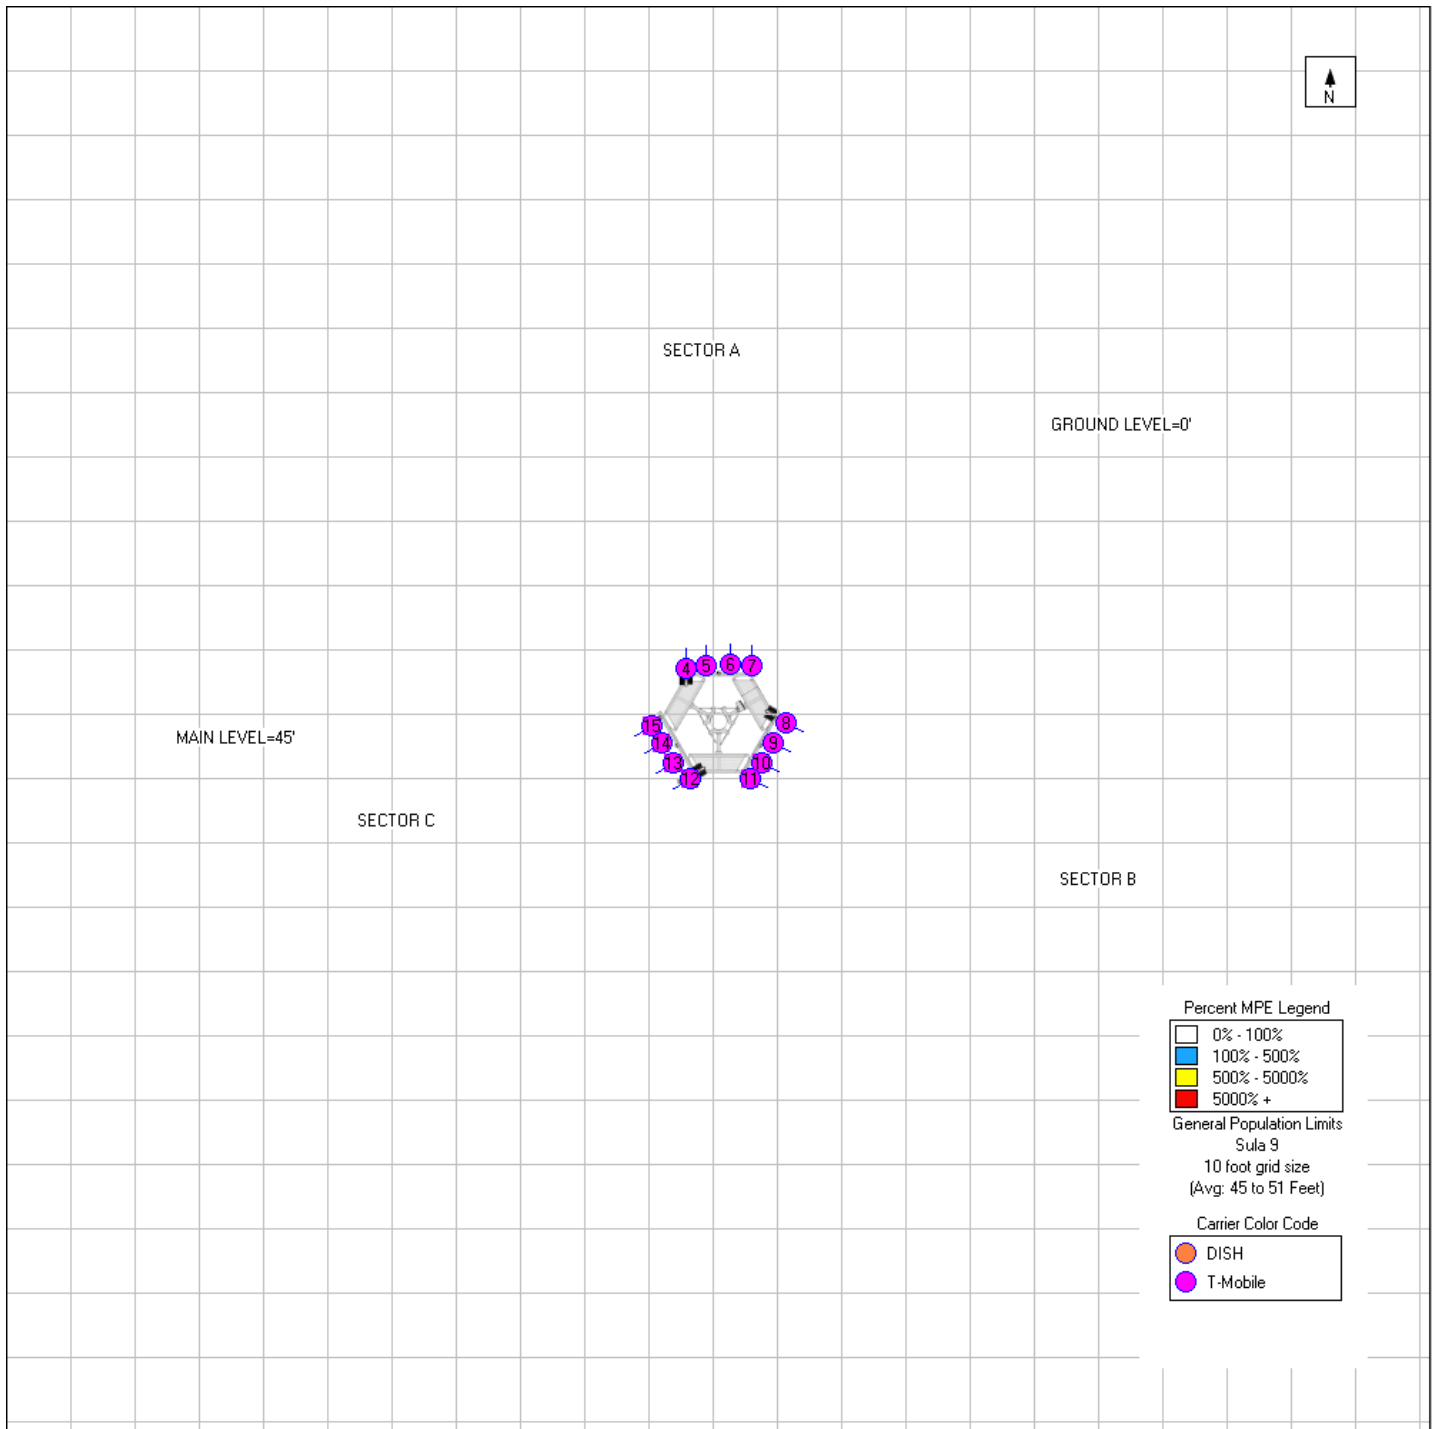 N
SECTOR A
GROUND LEVEL=0'
4 5 6 7
15 8
14 9
13 10
12 11
MAIN LEVEL=45'
SECTOR C
SECTOR B
Percent MPE Legend
0% - 100%
100% - 500%
500% - 5000%
5000% +
General Population Limits
Sula 9
10 foot grid size
(Avg: 45 to 51 Feet)
Carrier Color Code
DISH
T-Mobile